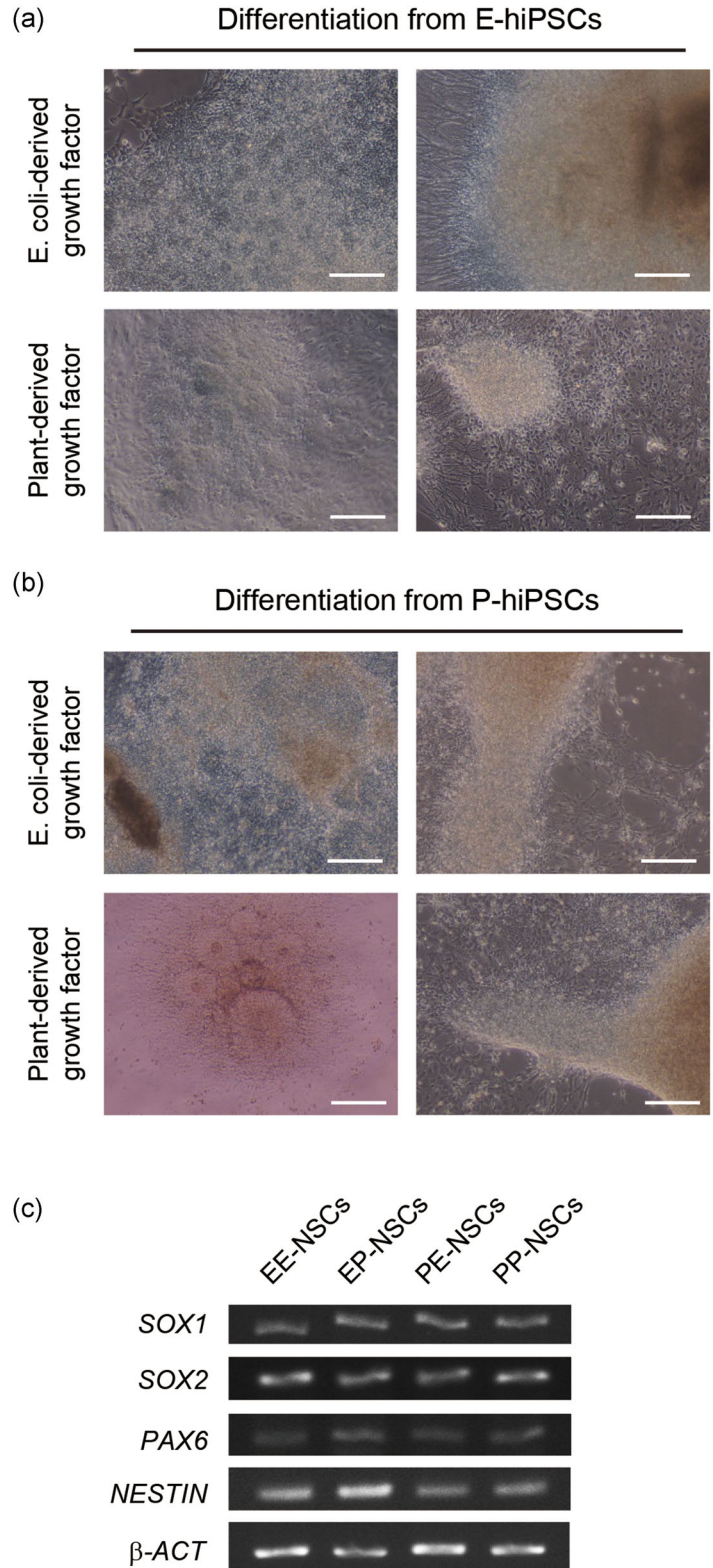 (a)
Differentiation from E-hiPSCs
E. coli-derived
growth factor
Plant-derived
growth factor
(b)
Differentiation from P-hiPSCs
E. coli-derived
growth factor
Plant-derived
growth factor
(c)
EE-NSCs
EP-NSCs
PE-NSCs
PP-NSCs
SOX1
SOX2
PAX6
NESTIN
β-ACT